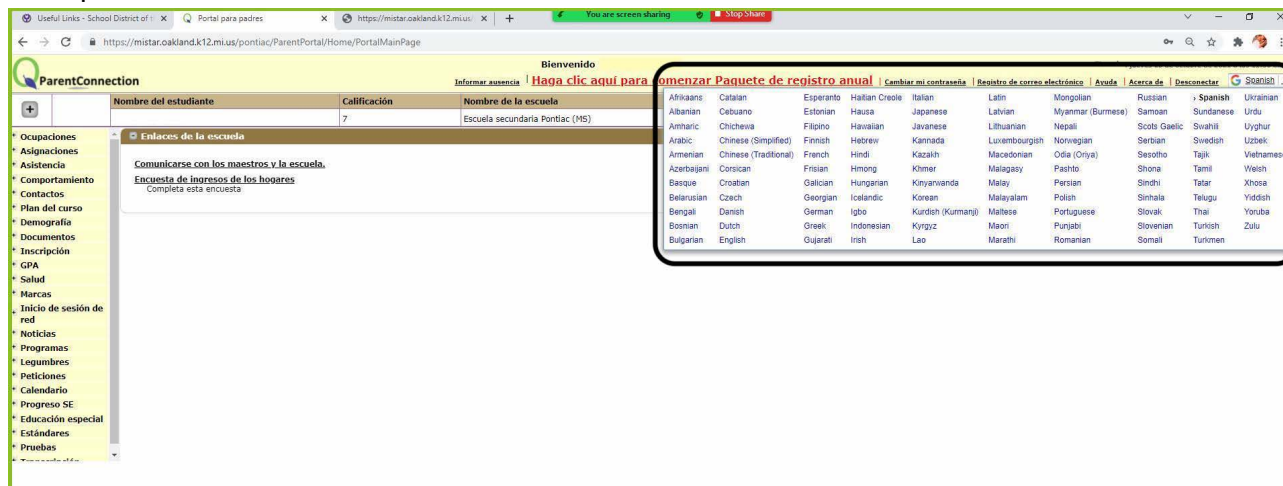 Useful Links - School District of t
Portal para padres
https://mistar.oakland.k12.mi.us/
You are screen sharing
Stop Share
https://mistar.oakland.k12.mi.us/pontiac/ParentPortal/Home/PortalMainPage
ParentConnection
Bienvenido
Informar ausencia | Haga clic aquí para comenzar Paquete de registro anual | Cambiar mi contraseña | Registro de correo electrónico | Ayuda | Acerca de | Desconectar
G Spanish
Nombre del estudiante Calificación Nombre de la escuela
7 Escuela secundaria Pontiac (MS)
Ocupaciones
Asignaciones
Asistencia
Comportamiento
Contactos
Plan del curso
Demografía
Documentos
Inscripción
GPA
Salud
Marcas
Inicio de sesión de
red
Noticias
Programas
Legumbres
Peticiones
Calendario
Progreso SE
Educación especial
Estándares
Pruebas
Enlaces de la escuela
Comunicarse con los maestros y la escuela.
Encuesta de ingresos de los hogares
Completa esta encuesta
Afrikaans Catalan Esperanto Haitian Creole Italian Latin Mongolian Russian › Spanish Ukrainian
Albanian Cebuano Estonian Hausa Japanese Latvian Myanmar (Burmese) Samoan Sundanese Urdu
Amharic Chichewa Filipino Hawaiian Javanese Lithuanian Nepali Scots Gaelic Swahili Uyghur
Arabic Chinese (Simplified) Finnish Hebrew Kannada Luxembourgish Norwegian Serbian Swedish Uzbek
Armenian Chinese (Traditional) French Hindi Kazakh Macedonian Odia (Oriya) Sesotho Tajik Vietnames
Azerbaijani Corsican Frisian Hmong Khmer Malagasy Pashto Shona Tamil Welsh
Basque Croatian Galician Hungarian Kinyarwanda Malay Persian Sindhi Tatar Xhosa
Belarusian Czech Georgian Icelandic Korean Malayalam Polish Sinhala Telugu Yiddish
Bengali Danish German Igbo Kurdish (Kurmanji) Maltese Portuguese Slovak Thai Yoruba
Bosnian Dutch Greek Indonesian Kyrgyz Maori Punjabi Slovenian Turkish Zulu
Bulgarian English Gujarati Irish Lao Marathi Romanian Somali Turkmen